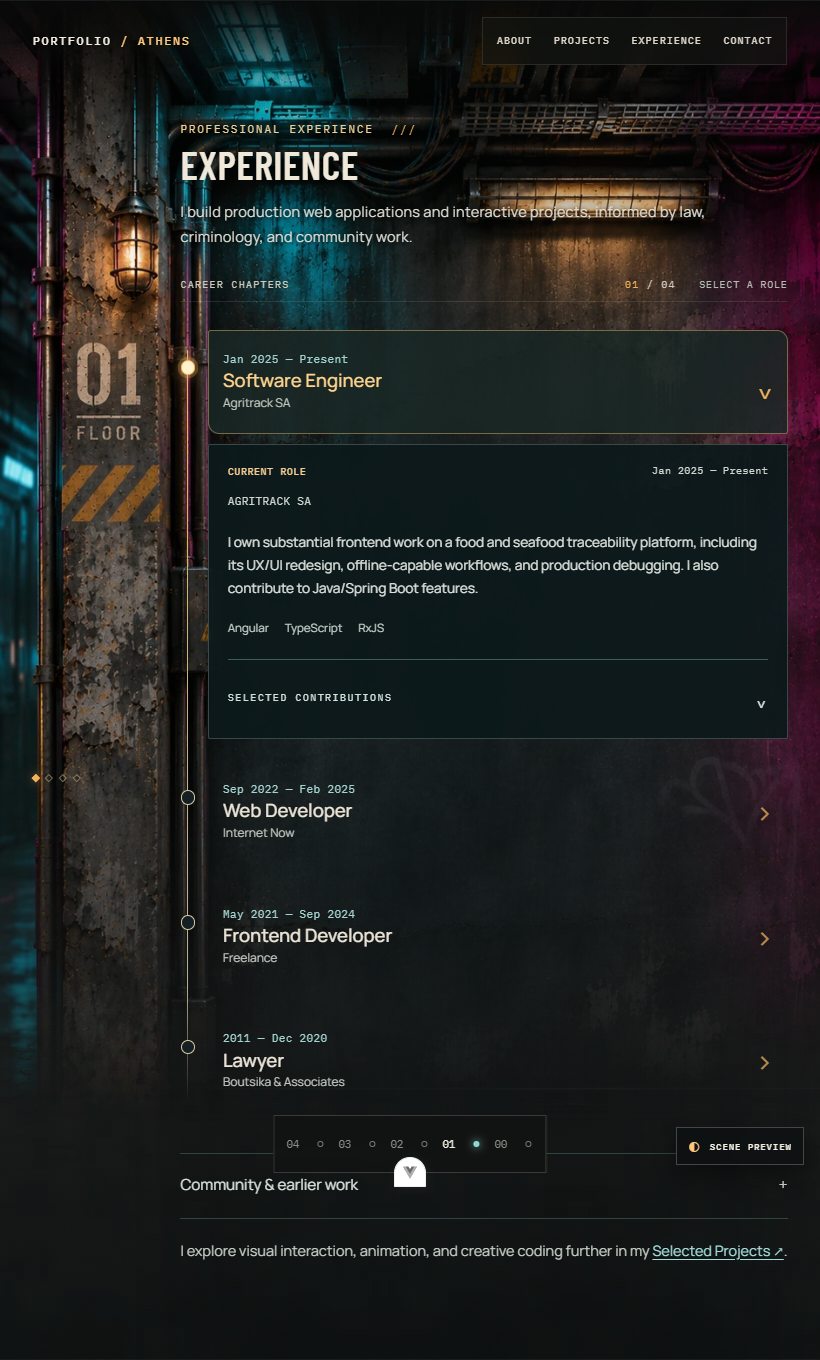 PORTFOLIO / ATHENS
ABOUT PROJECTS EXPERIENCE CONTACT
PROFESSIONAL EXPERIENCE ///
EXPERIENCE
I build production web applications and interactive projects, informed by law,
criminology, and community work.
CAREER CHAPTERS
01 / 04 SELECT A ROLE
01
FLOOR
Jan 2025 — Present
Software Engineer
Agritrack SA
CURRENT ROLE
Jan 2025 — Present
AGRITRACK SA
I own substantial frontend work on a food and seafood traceability platform, including
its UX/UI redesign, offline-capable workflows, and production debugging. I also
contribute to Java/Spring Boot features.
Angular TypeScript RxJS
SELECTED CONTRIBUTIONS
Sep 2022 — Feb 2025
Web Developer
Internet Now
May 2021 — Sep 2024
Frontend Developer
Freelance
2011 — Dec 2020
Lawyer
Boutsika & Associates
04 03 02 01 00
SCENE PREVIEW
Community & earlier work +
I explore visual interaction, animation, and creative coding further in my Selected Projects ↗.